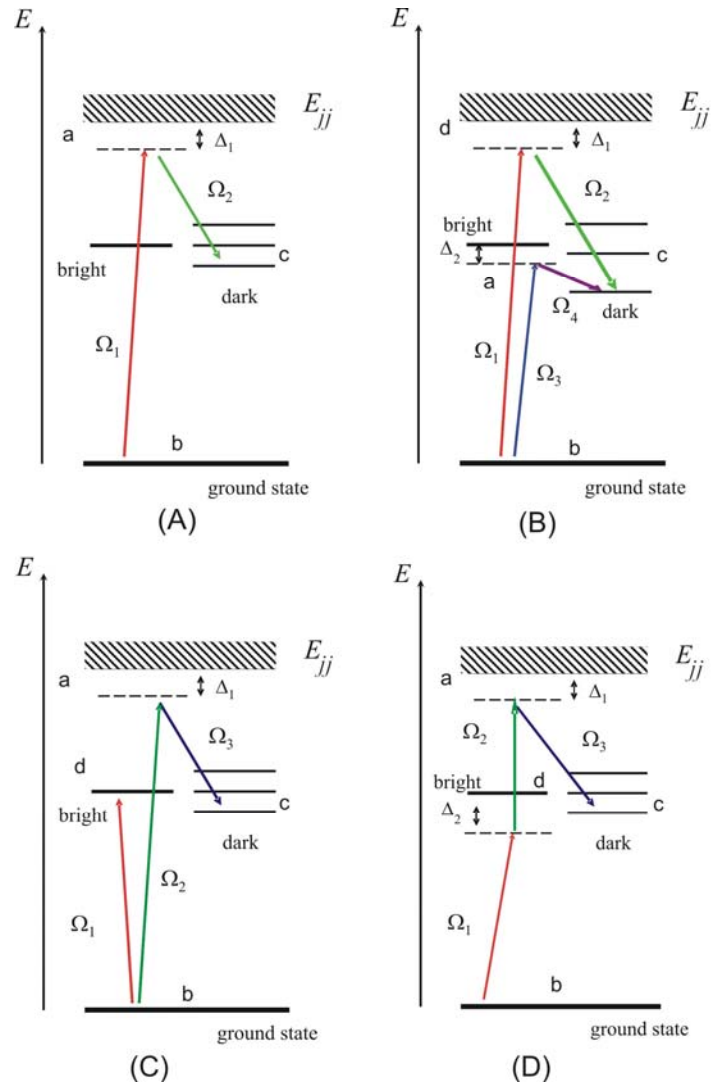 E
E_jj
a
Δ₁
Ω₂
bright
c
dark
Ω₁
b
ground state
(A)
E
E_jj
d
Δ₁
Ω₂
bright
Δ₂
c
a
dark
Ω₄
Ω₁
Ω₃
b
ground state
(B)
E
E_jj
a
Δ₁
Ω₃
d
bright
c
dark
Ω₂
Ω₁
b
ground state
(C)
E
E_jj
a
Δ₁
Ω₂
Ω₃
bright
d
c
Δ₂
dark
Ω₁
b
ground state
(D)